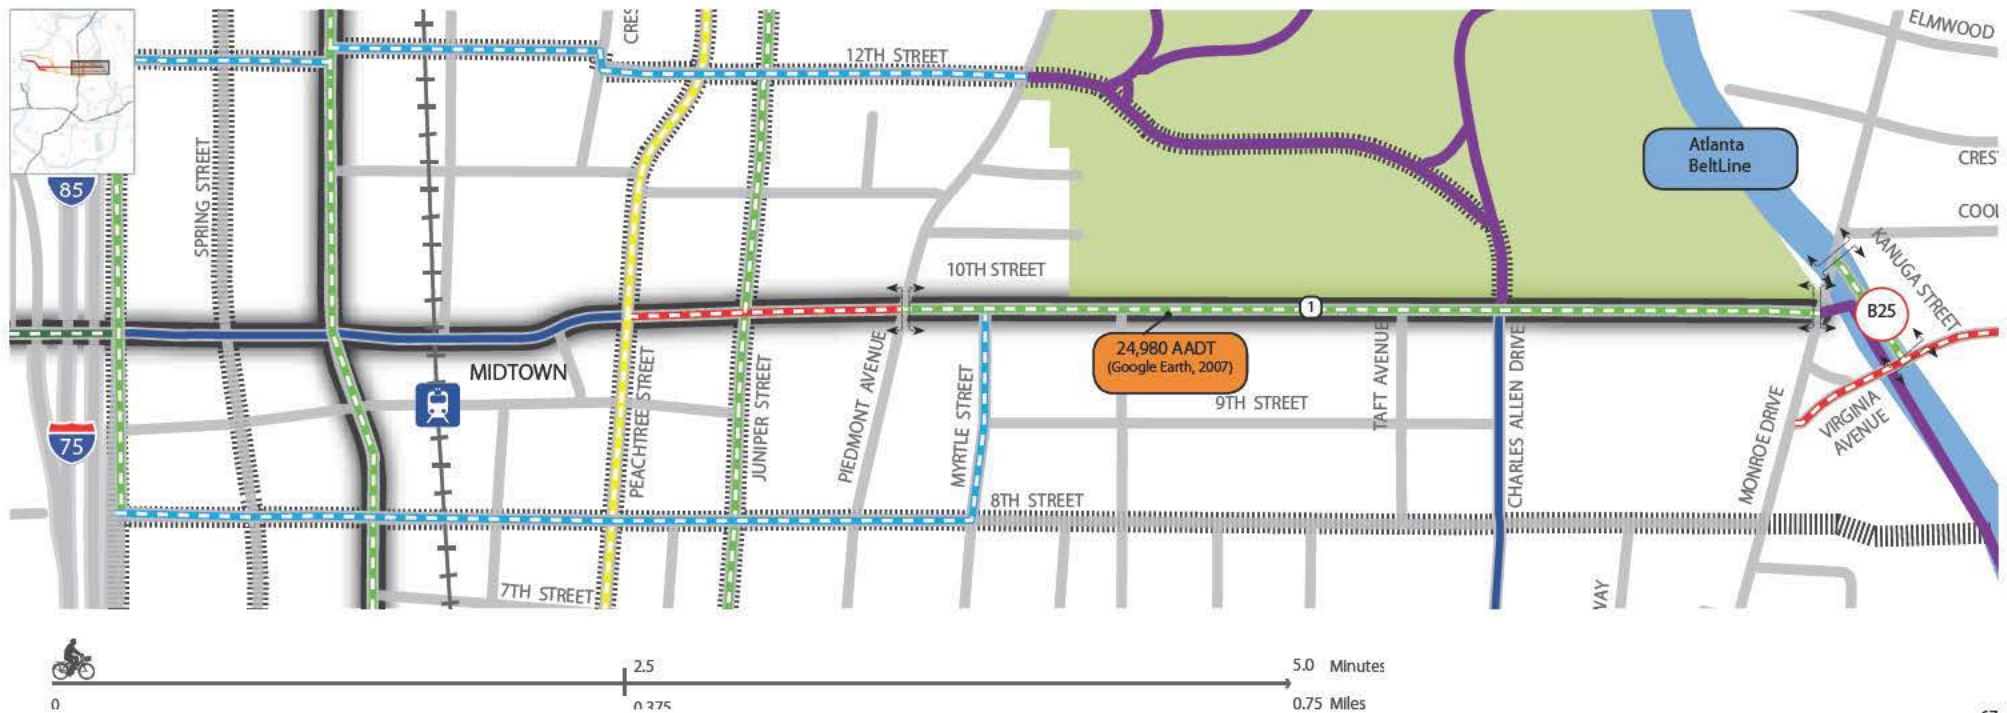 ELMWOOD
CRES
12TH STREET
85
SPRING STREET
Atlanta
BeltLine
CREST
COOL
KANUGA STREET
10TH STREET
1
B25
24,980 AADT
(Google Earth, 2007)
MIDTOWN
PEACHTREE STREET
JUNIPER STREET
PIEDMONT AVENUE
MYRTLE STREET
9TH STREET
TAFT AVENUE
CHARLES ALLEN DRIVE
MONROE DRIVE
VIRGINIA
AVENUE
75
8TH STREET
7TH STREET
WAY
2.5
5.0 Minutes
0
0.375
0.75 Miles